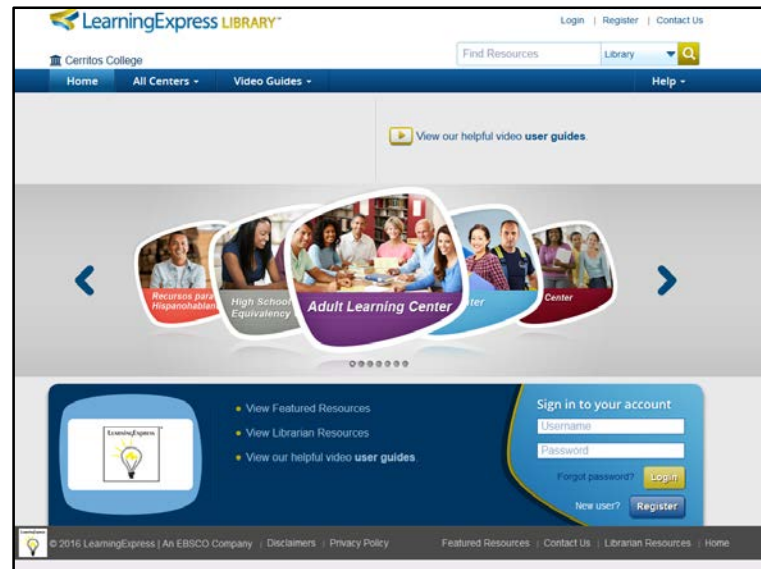 LearningExpress LIBRARY™
Login | Register | Contact Us
Cerritos College
Find Resources
Library
Home
All Centers
Video Guides
Help
View our helpful video user guides.
Recursos para
High School
Equivalency
Adult Learning Center
Center
LearningExpress
View Featured Resources
View Librarian Resources
View our helpful video user guides.
Sign in to your account
Username
Password
Forgot password?
Login
New user?
Register
© 2016 LearningExpress | An EBSCO Company | Disclaimers | Privacy Policy
Featured Resources | Contact Us | Librarian Resources | Home